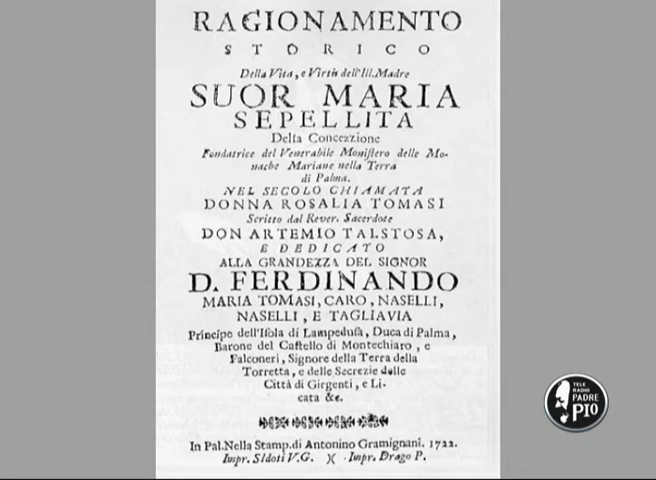 RAGIONAMENTO
STORICO
Della Vita, e Virtù dell'Ill. Madre
SUOR MARIA
SEPELLITA
Della Concezzione
Fondatrice del Venerabile Moniſtero delle Mo-
nache Mariane nella Terra
di Palma.
NEL SECOLO CHIAMATA
DONNA ROSALIA TOMASI
Scritto dal Rever. Sacerdote
DON ARTEMIO TALSTOSA,
E DEDICATO
ALLA GRANDEZZA DEL SIGNOR
D. FERDINANDO
MARIA TOMASI, CARO, NASELLI,
NASELLI, E TAGLIAVIA
Principe dell'Iſola di Lampeduſa, Duca di Palma,
Barone del Caſtello di Montechiaro, e
Falconeri, Signore della Terra della
Torretta, e delle Secrezie delle
Città di Girgenti, e Li-
cata &c.
In Pal. Nella Stamp. di Antonino Gramignani. 1722.
Impr. Sidoti V.G. )( Impr. Drago P.
TELE
RADIO
PADRE
PIO